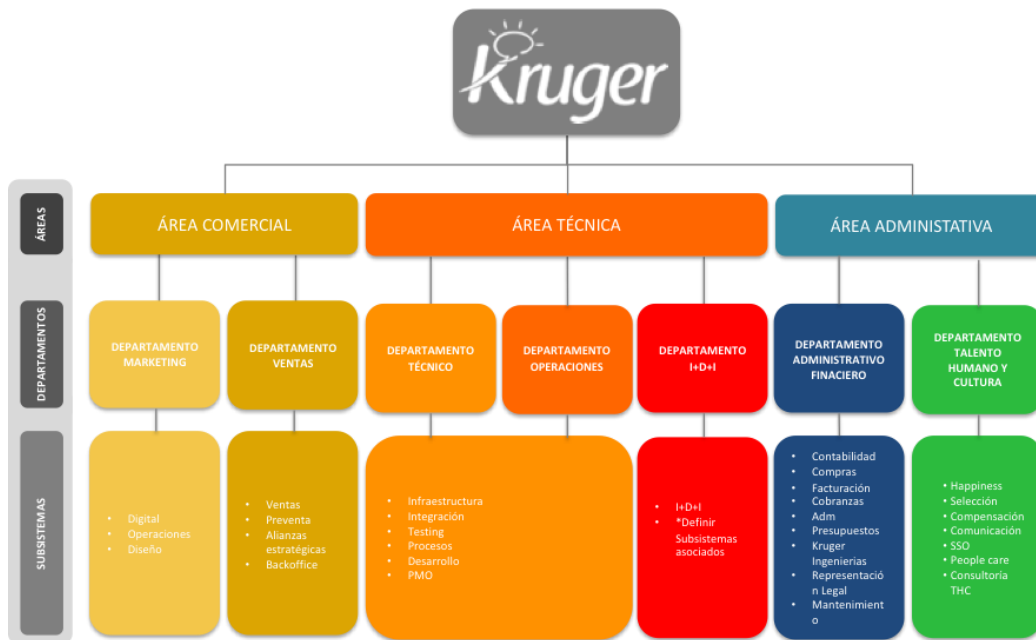 Kruger
ÁREAS
ÁREA COMERCIAL
ÁREA TÉCNICA
ÁREA ADMINISTATIVA
DEPARTAMENTOS
DEPARTAMENTO
MARKETING
DEPARTAMENTO
VENTAS
DEPARTAMENTO
TÉCNICO
DEPARTAMENTO
OPERACIONES
DEPARTAMENTO
I+D+I
DEPARTAMENTO
ADMINISTRATIVO
FINACIERO
DEPARTAMENTO
TALENTO
HUMANO Y
CULTURA
SUBSISTEMAS
• Digital
• Operaciones
• Diseño
• Ventas
• Preventa
• Alianzas
estratégicas
• Backoffice
• Infraestructura
• Integración
• Testing
• Procesos
• Desarrollo
• PMO
• I+D+I
• *Definir
Subsistemas
asociados
• Contabilidad
• Compras
• Facturación
• Cobranzas
• Adm
• Presupuestos
• Kruger
Ingenierias
• Representació
n Legal
• Mantenimient
o
• Happiness
• Selección
• Compensación
• Comunicación
• SSO
• People care
• Consultoría
THC